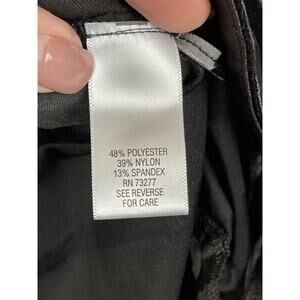 48% POLYESTER
39% NYLON
13% SPANDEX
RN 73277
SEE REVERSE
FOR CARE